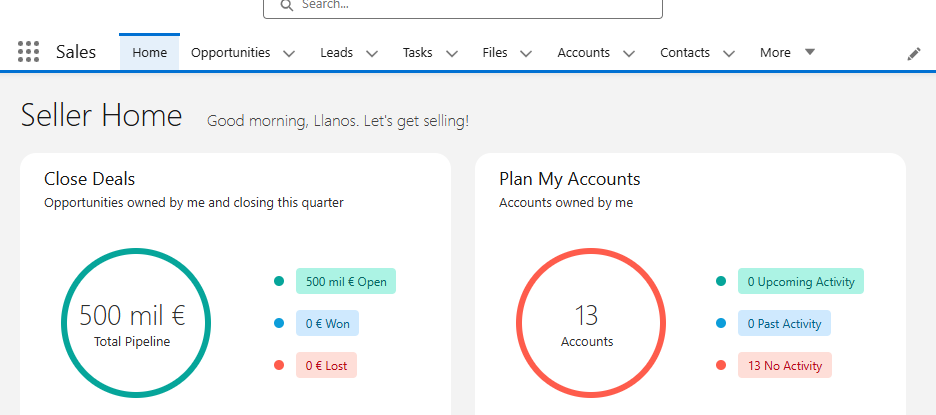 Search...
Sales
Home
Opportunities
Leads
Tasks
Files
Accounts
Contacts
More
Seller Home
Good morning, Llanos. Let's get selling!
Close Deals
Opportunities owned by me and closing this quarter
500 mil €
Total Pipeline
500 mil € Open
0 € Won
0 € Lost
Plan My Accounts
Accounts owned by me
13
Accounts
0 Upcoming Activity
0 Past Activity
13 No Activity